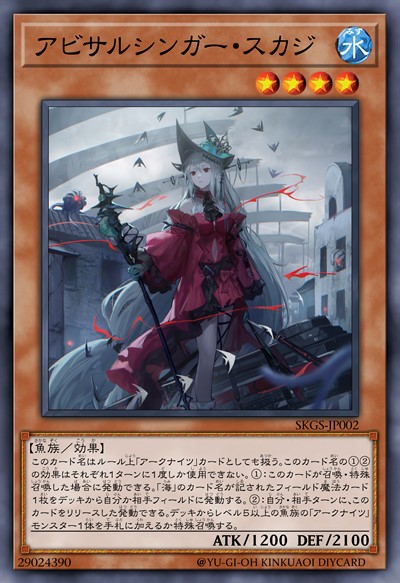 アビサルシンガー・スカジ
水
SKGS-JP002
【魚族／効果】
このカード名はルール上「アークナイツ」カードとしても扱う。このカード名の①②
の効果はそれぞれ1ターンに1度しか使用できない。①：このカードが召喚・特殊
召喚した場合に発動できる。「海」のカード名が記されたフィールド魔法カード
1枚をデッキから自分か相手フィールドに発動する。②：自分・相手ターンに、この
カードをリリースして発動できる。デッキからレベル5以上の魚族の「アークナイツ」
モンスター1体を手札に加えるか特殊召喚する。
ATK/1200 DEF/2100
29024390
@YU-GI-OH KINKUAOI DIYCARD